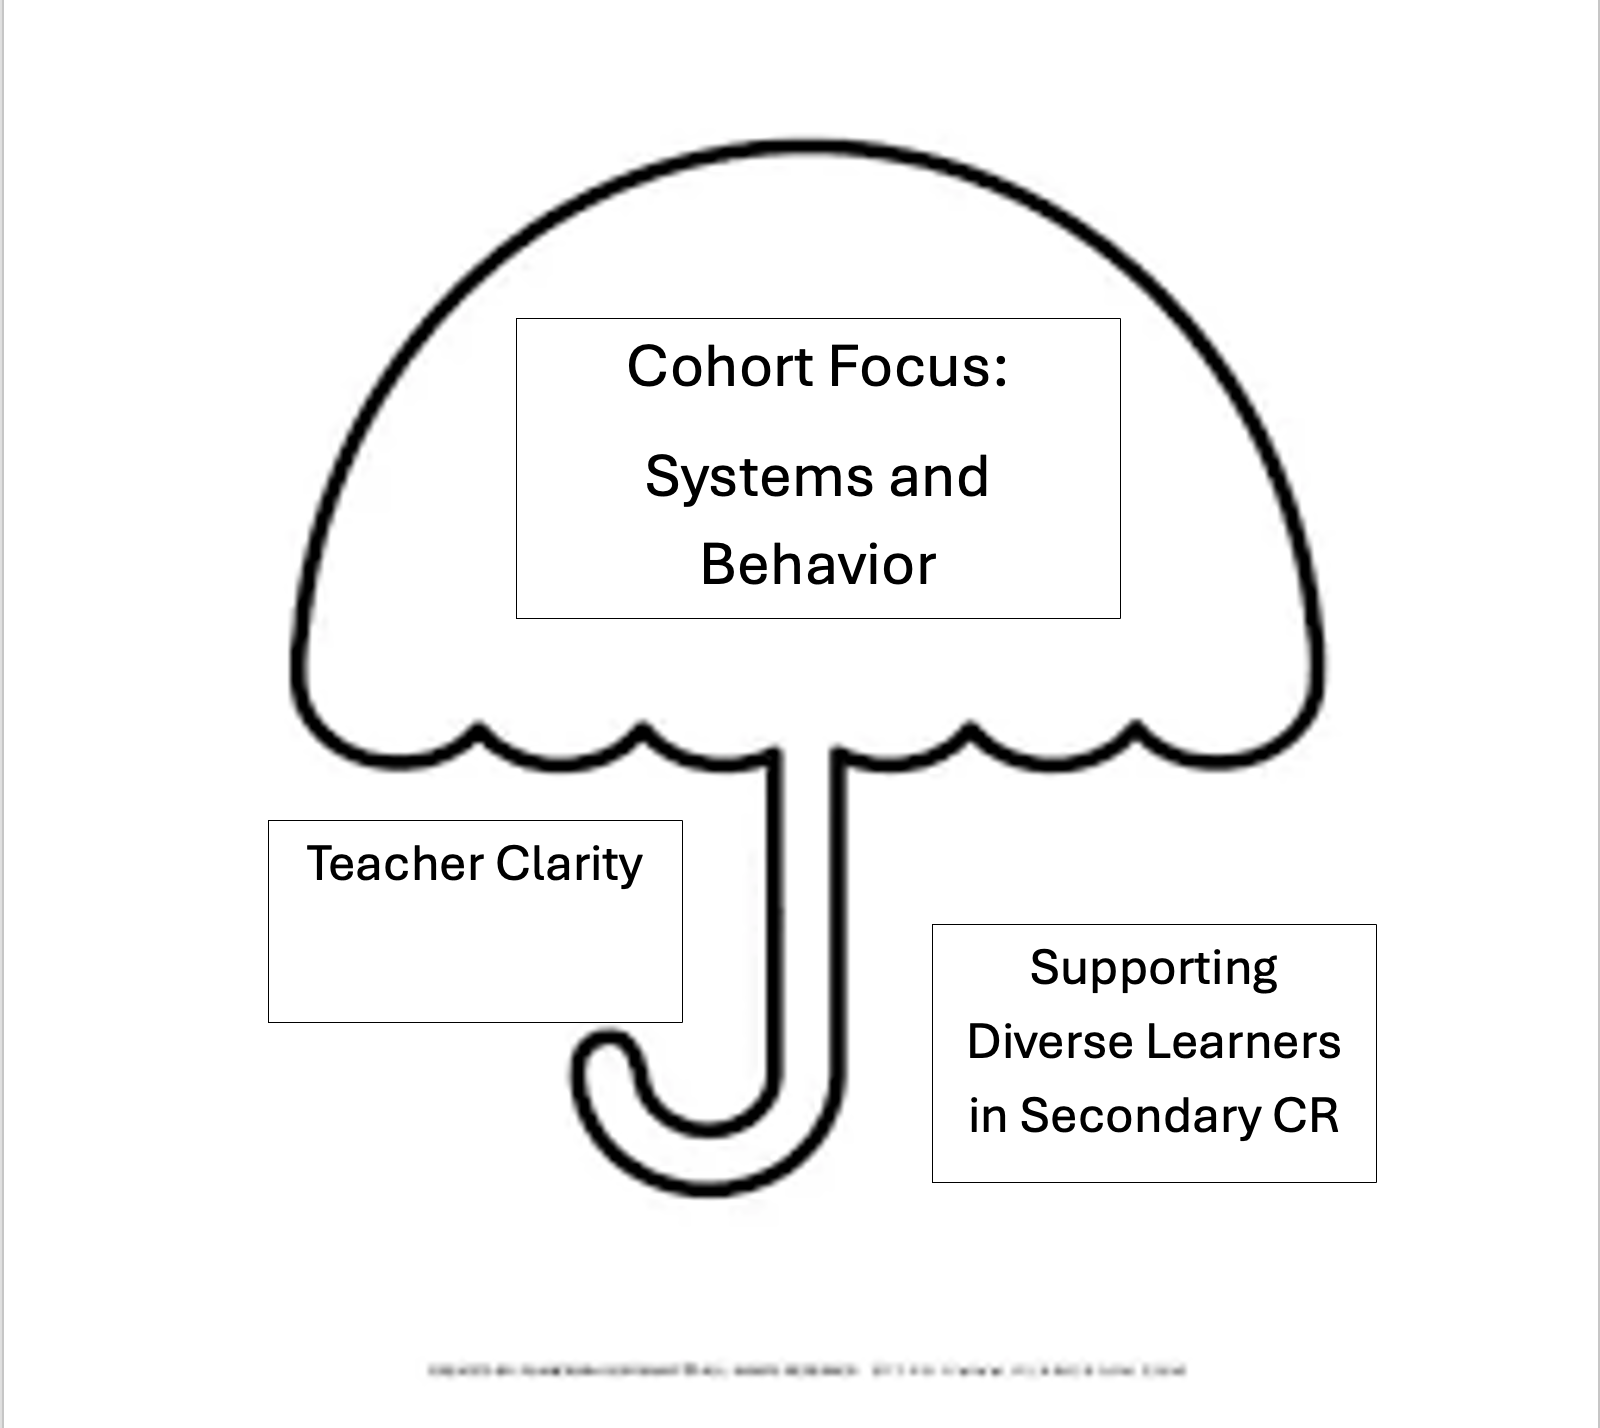 Cohort Focus:
Systems and
Behavior
Teacher Clarity
Supporting
Diverse Learners
in Secondary CR